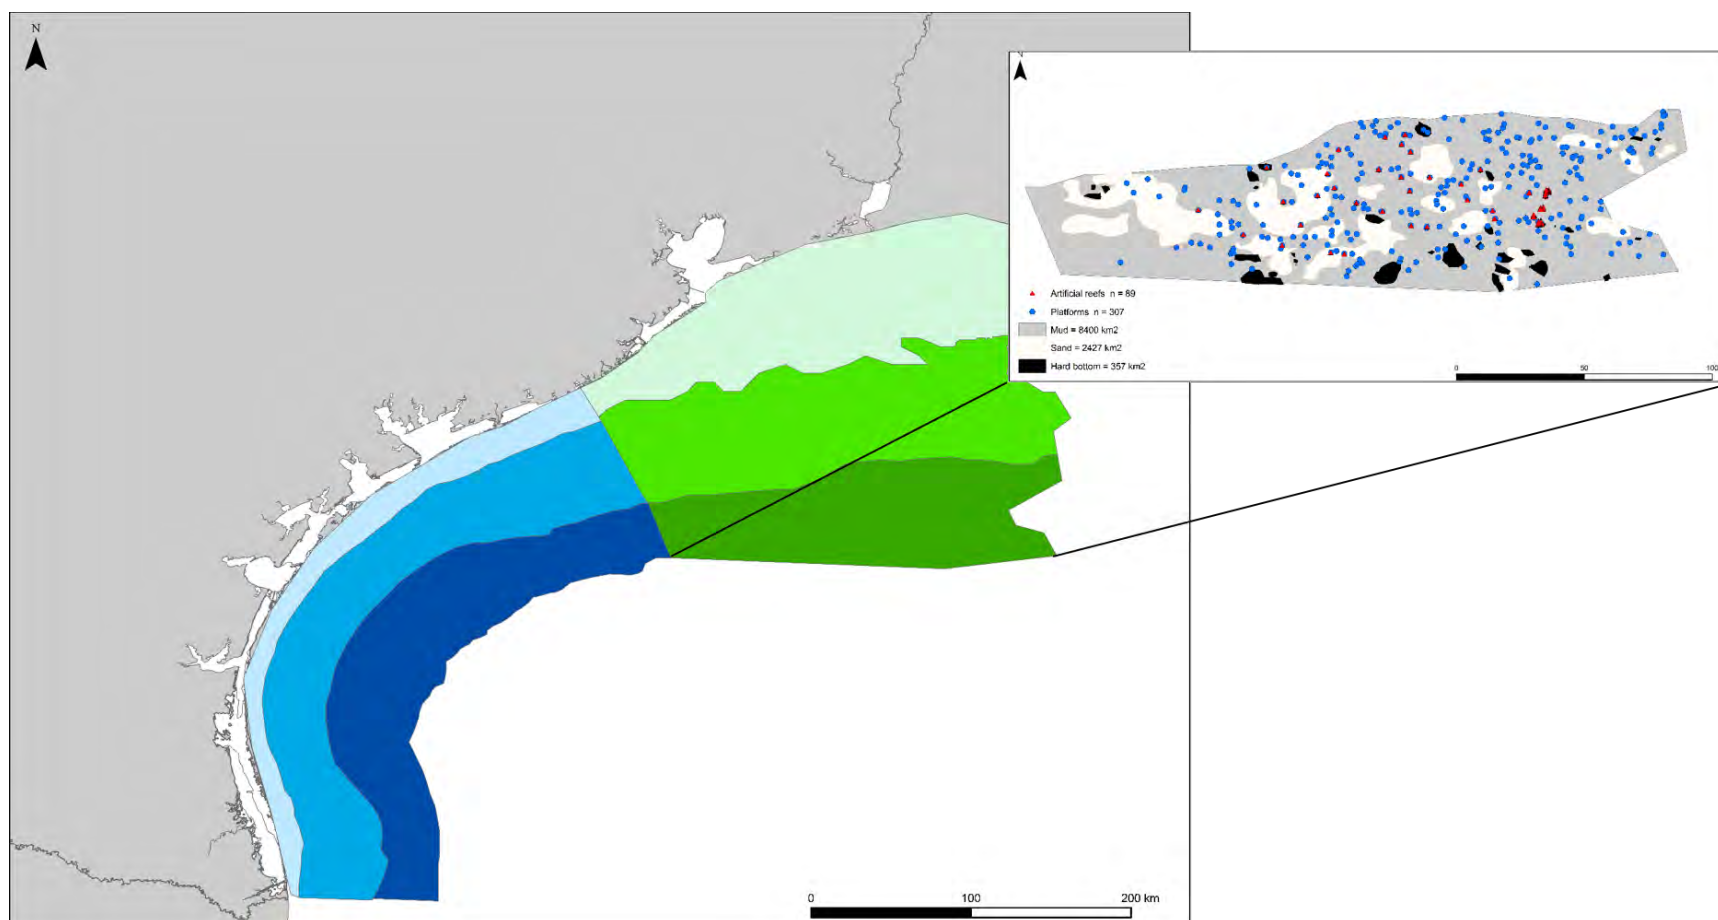 N
N
Artificial reefs n = 89
Platforms n = 307
Mud = 8400 km2
Sand = 2427 km2
Hard bottom = 357 km2
0 50 100
0 100 200 km